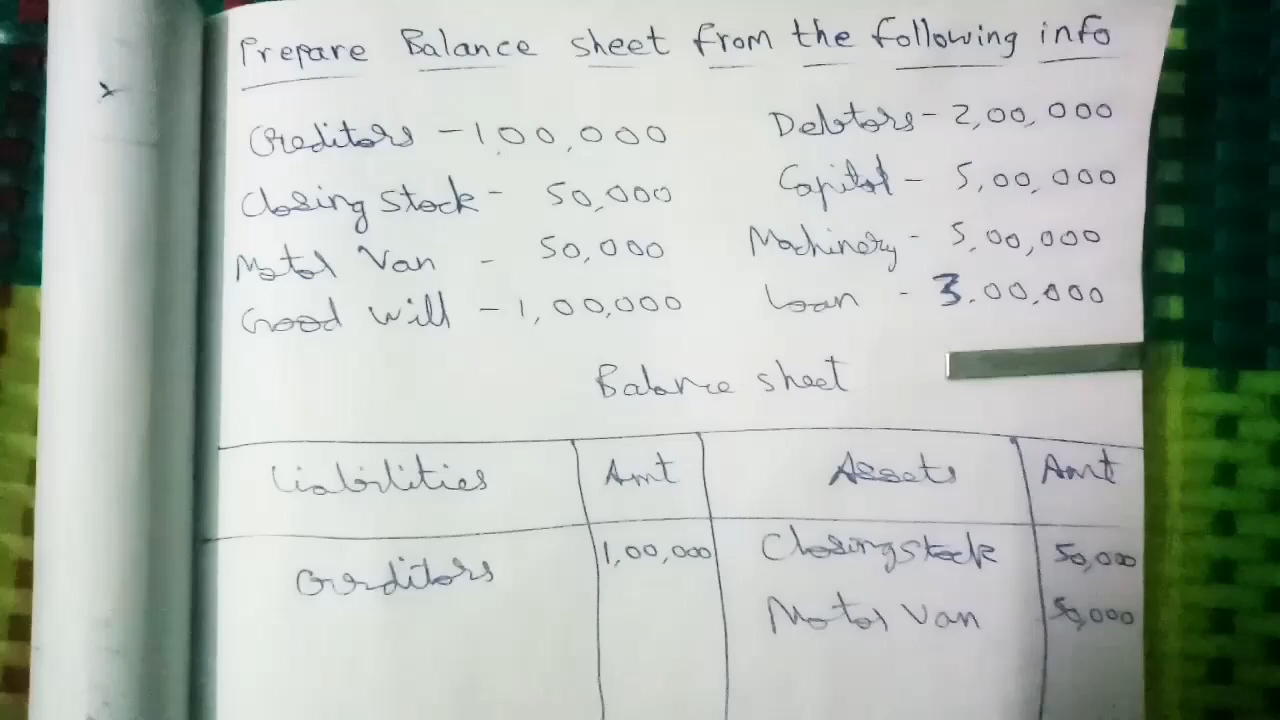 Prepare Balance sheet from the following info
Creditors - 1,00,000 Debtors - 2,00,000
Closing stock - 50,000 Capital - 5,00,000
Motor Van - 50,000 Machinery - 5,00,000
Good will - 1,00,000 Loan - 3,00,000
Balance sheet
Liabilities Amt Assets Amt
Creditors 1,00,000 Closing stock 50,000
Motor Van 50,000